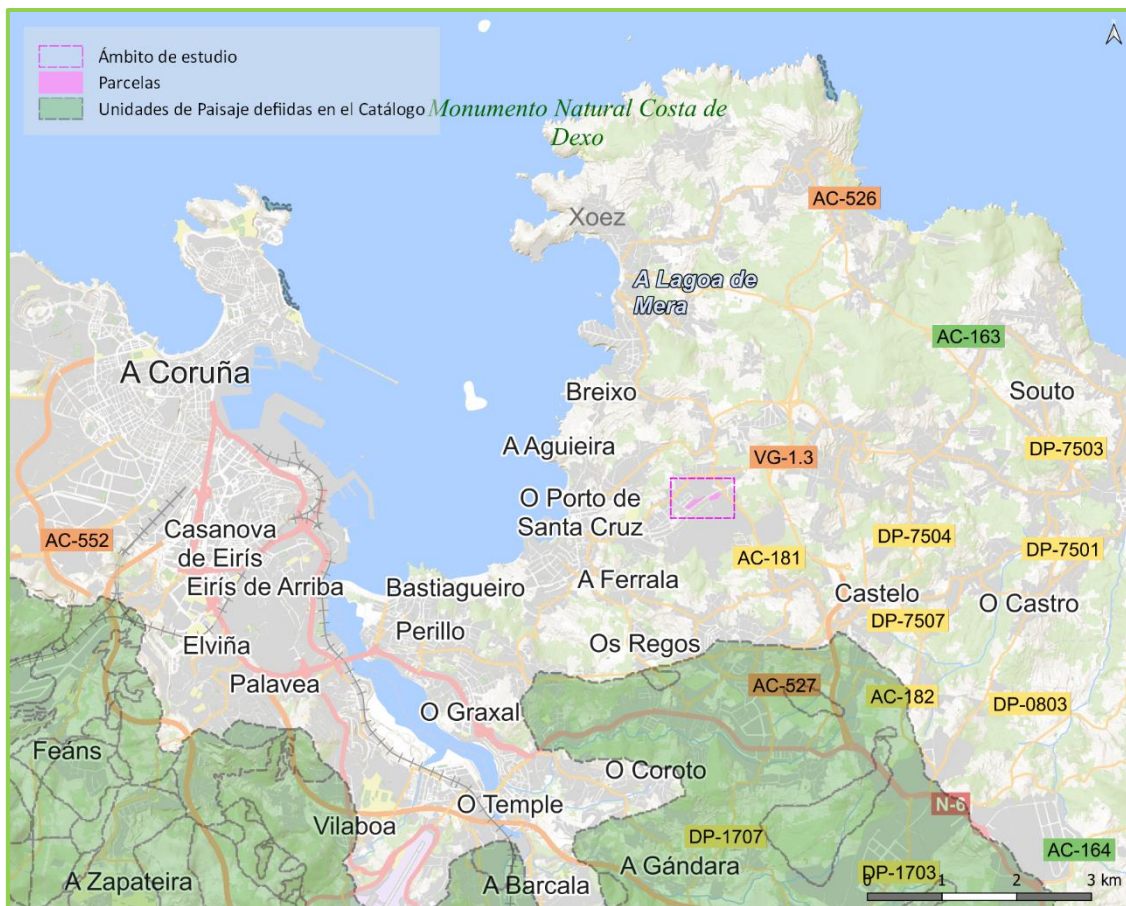 Ámbito de estudio
Parcelas
Unidades de Paisaje defiidas en el Catálogo
Monumento Natural Costa de
Dexo
Xoez
AC-526
A Lagoa de
Mera
AC-163
A Coruña
Breixo
Souto
A Aguieira
VG-1.3
DP-7503
O Porto de
Santa Cruz
Casanova
de Eirís
AC-552
DP-7504
DP-7501
AC-181
Eirís de Arriba
Bastiagueiro
A Ferrala
Castelo
O Castro
DP-7507
Perillo
Elviña
Os Regos
Palavea
AC-527
AC-182
DP-0803
O Graxal
Feáns
O Coroto
O Temple
N-6
Vilaboa
DP-1707
AC-164
A Gándara
A Zapateira
A Barcala
DP-1703
0 1 2 3 km